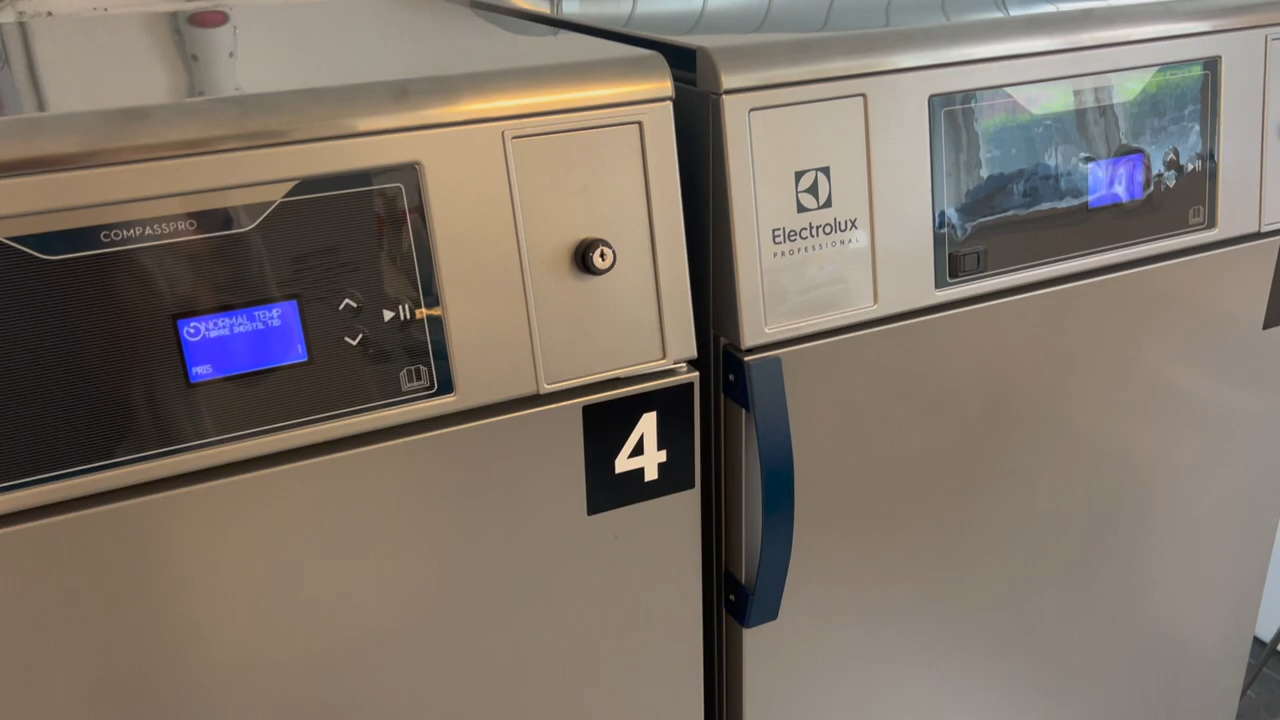 COMPASSPRO
NORMAL TEMP
TØRRE INDSTIL TID
PRIS
4
Electrolux
PROFESSIONAL